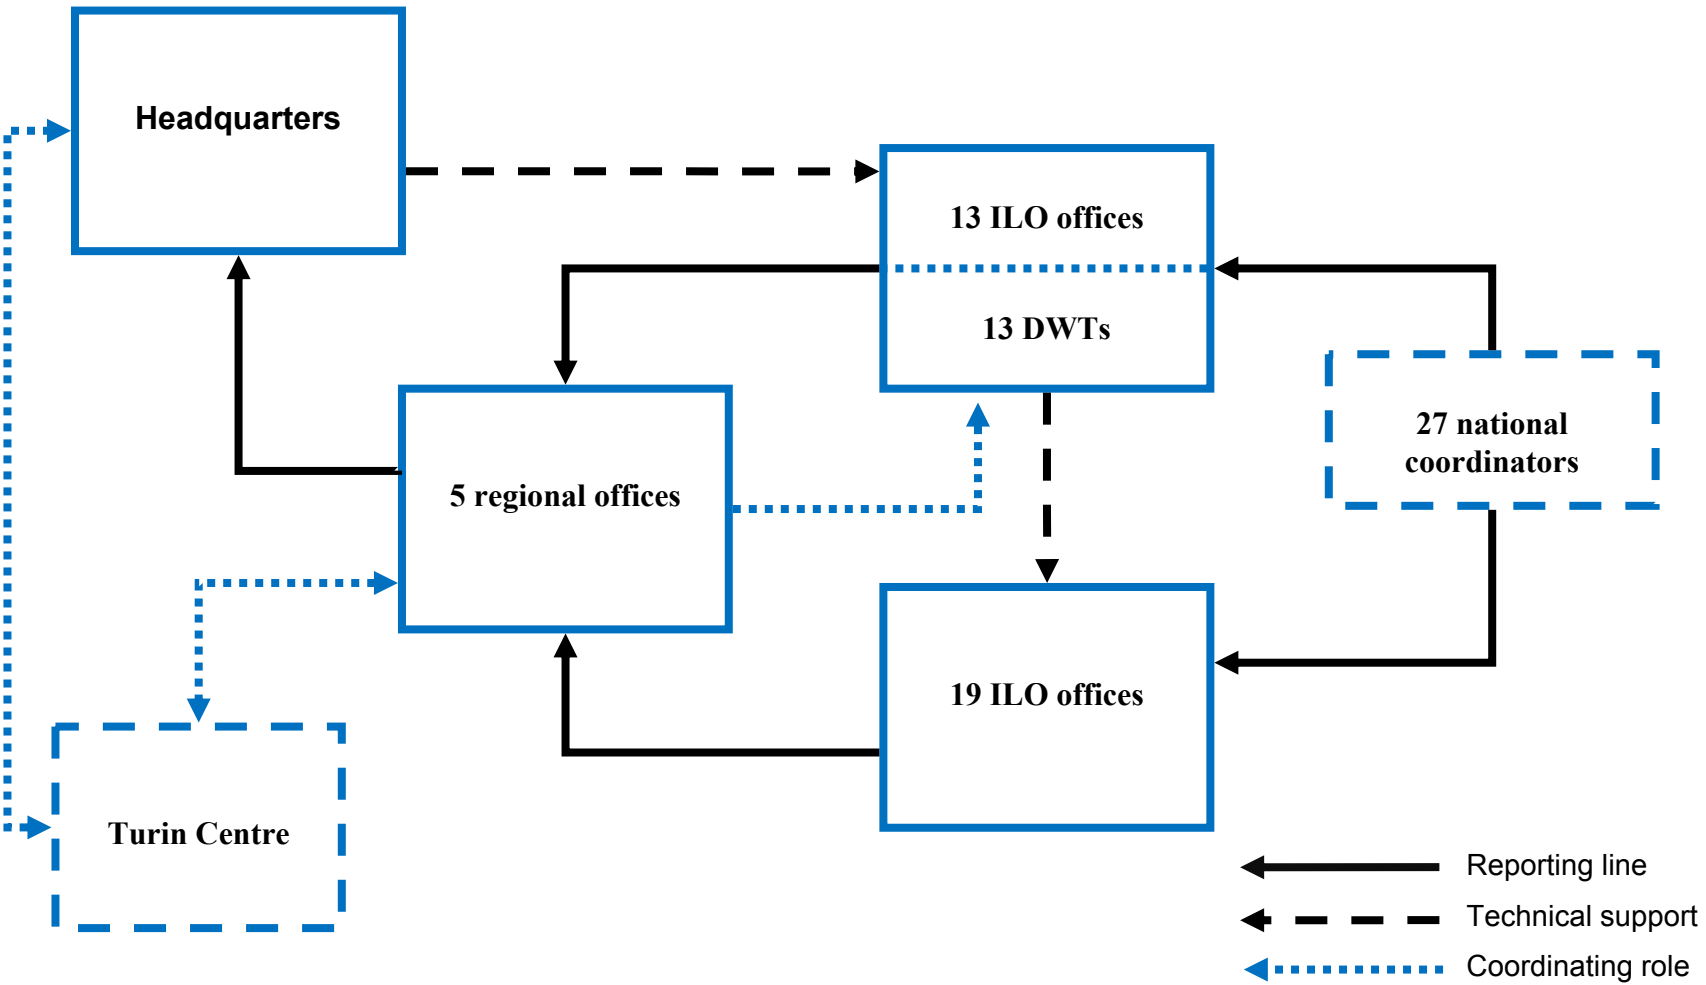 Headquarters
13 ILO offices
13 DWTs
27 national
coordinators
5 regional offices
19 ILO offices
Turin Centre
Reporting line
Technical support
Coordinating role